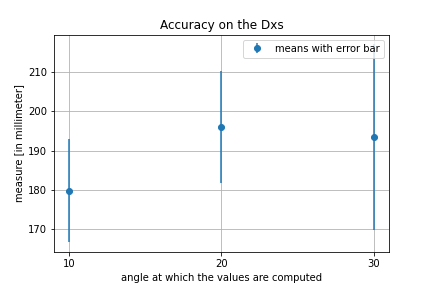 Accuracy on the Dxs
means with error bar
measure [in millimeter]
210
200
190
180
170
10 20 30
angle at which the values are computed